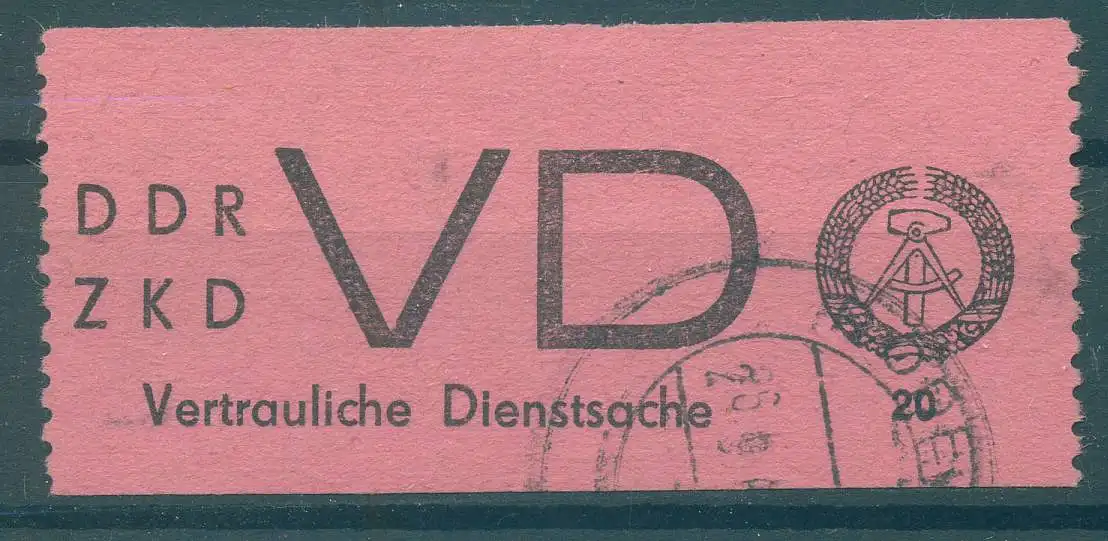 DDR
ZKD
VD
Vertrauliche Dienstsache
20